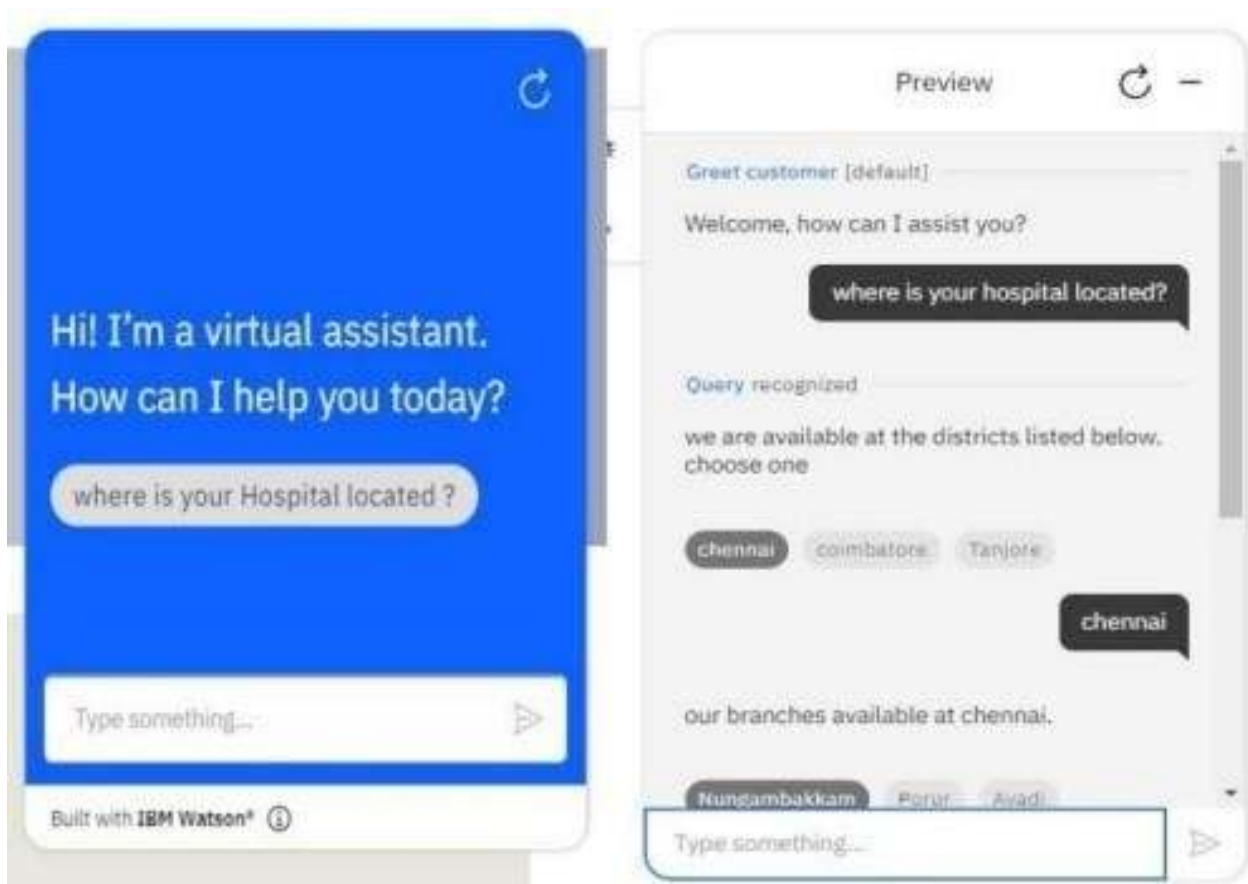 Hi! I'm a virtual assistant.
How can I help you today?
where is your Hospital located ?
Type something...
Built with IBM Watson®
Preview
Greet customer [default]
Welcome, how can I assist you?
where is your hospital located?
Query recognized
we are available at the districts listed below.
choose one
chennai coimbatore Tanjore
chennai
our branches available at chennai.
Nungambakkam Porur Avadi
Type something...